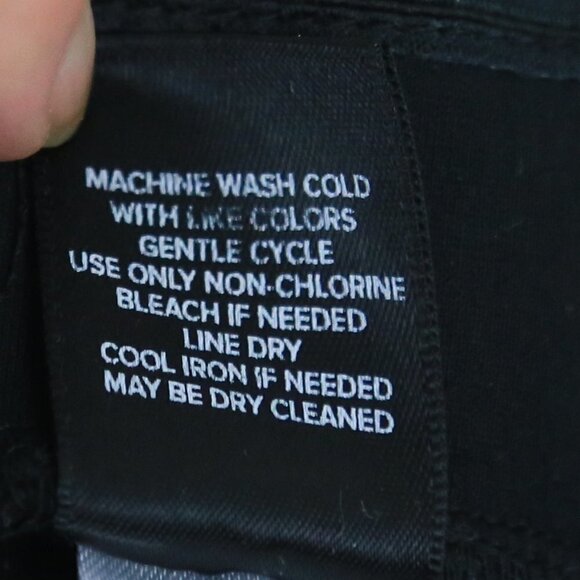 MACHINE WASH COLD
WITH LIKE COLORS
GENTLE CYCLE
USE ONLY NON-CHLORINE
BLEACH IF NEEDED
LINE DRY
COOL IRON IF NEEDED
MAY BE DRY CLEANED